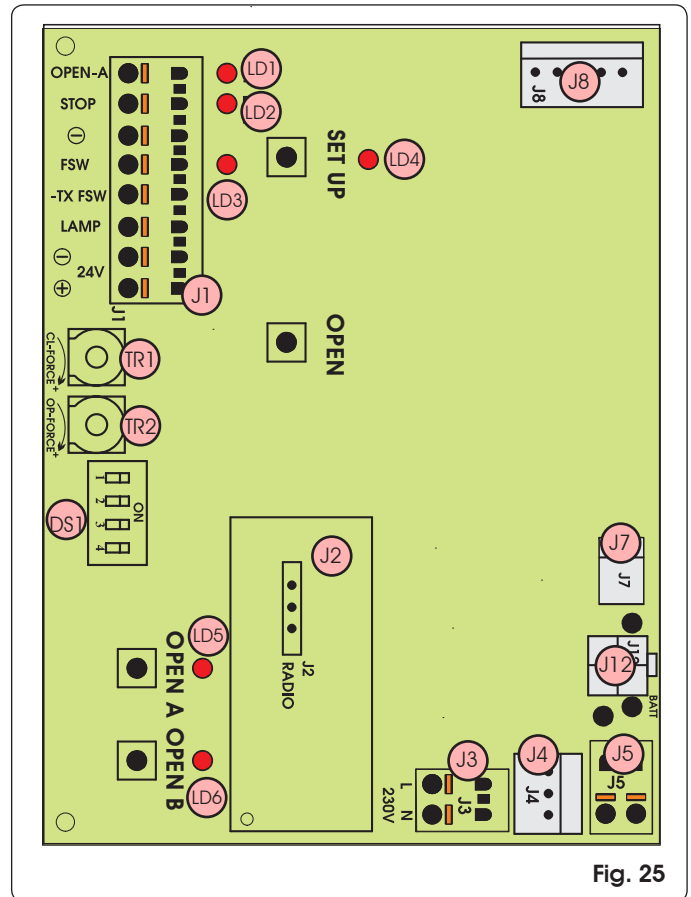 OPEN-A
LD1
J8
J8
STOP
LD2
⊖
SET UP
LD4
FSW
LD3
-TX FSW
LAMP
⊖
24V
⊕
J1
J1
CL-FORCE +
TR1
OPEN
OP-FORCE +
TR2
DS1
1
2
3
4
ON
J2
J7
J7
LD5
OPEN A
J2
RADIO
J12
BATT
OPEN B
LD6
J3
J4
J5
L
N
230V
J3
J4
J5
Fig. 25